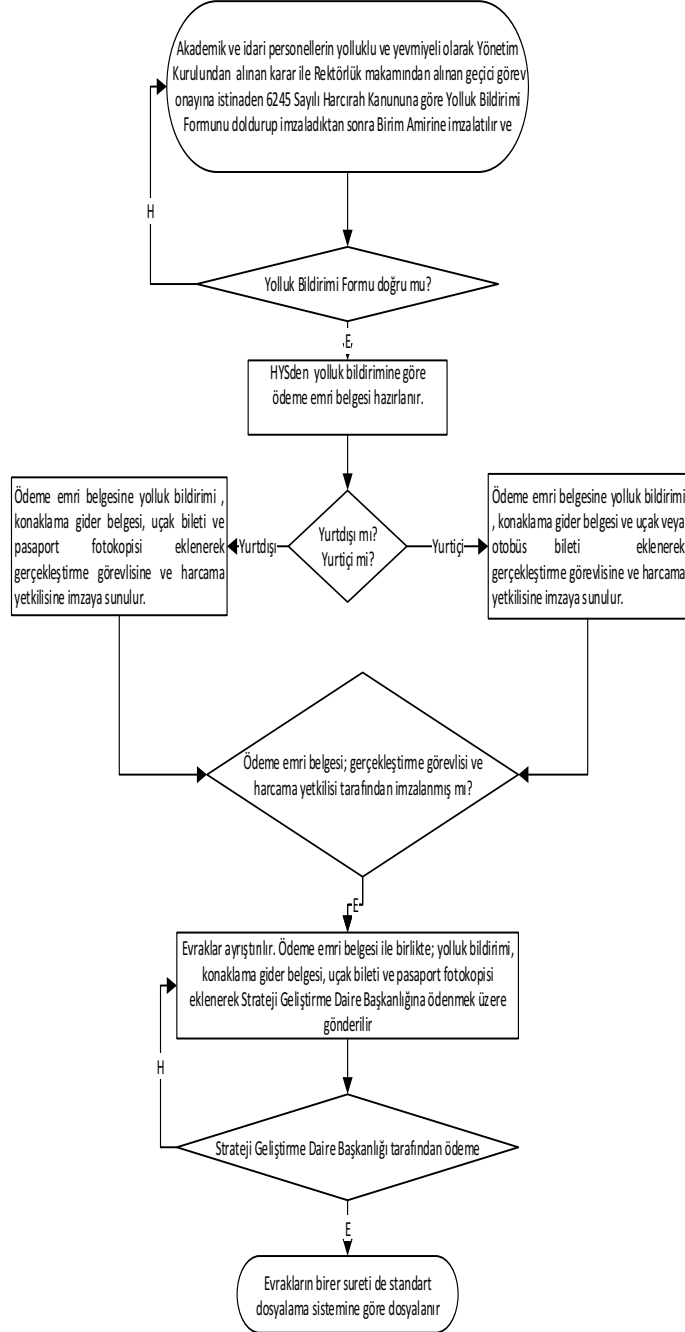 Akademik ve idari personellerin yolluklu ve yevmiyeli olarak Yönetim
Kurulundan alınan karar ile Rektörlük makamından alınan geçici görev
onayına istinaden 6245 Sayılı Harcırah Kanununa göre Yolluk Bildirimi
Formunu doldurup imzaladıktan sonra Birim Amirine imzalatılır ve
H
Yolluk Bildirimi Formu doğru mu?
E
HYSden yolluk bildirimine göre
ödeme emri belgesi hazırlanır.
Ödeme emri belgesine yolluk bildirimi ,
konaklama gider belgesi, uçak bileti ve
pasaport fotokopisi eklenerek
gerçekleştirme görevlisine ve harcama
yetkilisine imzaya sunulur.
Yurtdışı
Yurtdışı mı?
Yurtiçi mi?
Yurtiçi
Ödeme emri belgesine yolluk bildirimi
, konaklama gider belgesi ve uçak veya
otobüs bileti eklenerek
gerçekleştirme görevlisine ve harcama
yetkilisine imzaya sunulur.
Ödeme emri belgesi; gerçekleştirme görevlisi ve
harcama yetkilisi tarafından imzalanmış mı?
E
Evraklar ayrıştırılır. Ödeme emri belgesi ile birlikte; yolluk bildirimi,
konaklama gider belgesi, uçak bileti ve pasaport fotokopisi
eklenerek Strateji Geliştirme Daire Başkanlığına ödenmek üzere
gönderilir
H
Strateji Geliştirme Daire Başkanlığı tarafından ödeme
E
Evrakların birer sureti de standart
dosyalama sistemine göre dosyalanır